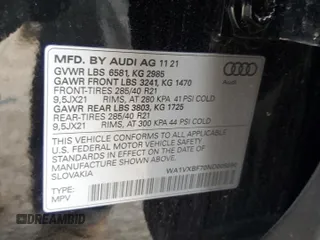 MFD. BY AUDI AG 11 21
GVWR LBS 6581, KG 2985
GAWR FRONT LBS 3241, KG 1470
FRONT-TIRES 285/40 R21
9,5JX21 RIMS, AT 280 KPA 41 PSI COLD
GAWR REAR LBS 3803, KG 1725
REAR-TIRES 285/40 R21
9,5JX21 RIMS, AT 300 KPA 44 PSI COLD
Audi
THIS VEHICLE CONFORMS TO ALL APPLICABLE
U.S. FEDERAL MOTOR VEHICLE SAFETY
STANDARDS IN EFFECT ON THE DATE OF
MANUFACTURE SHOWN ABOVE.
TYPE:
MPV
SLOVAKIA
DREAMBID